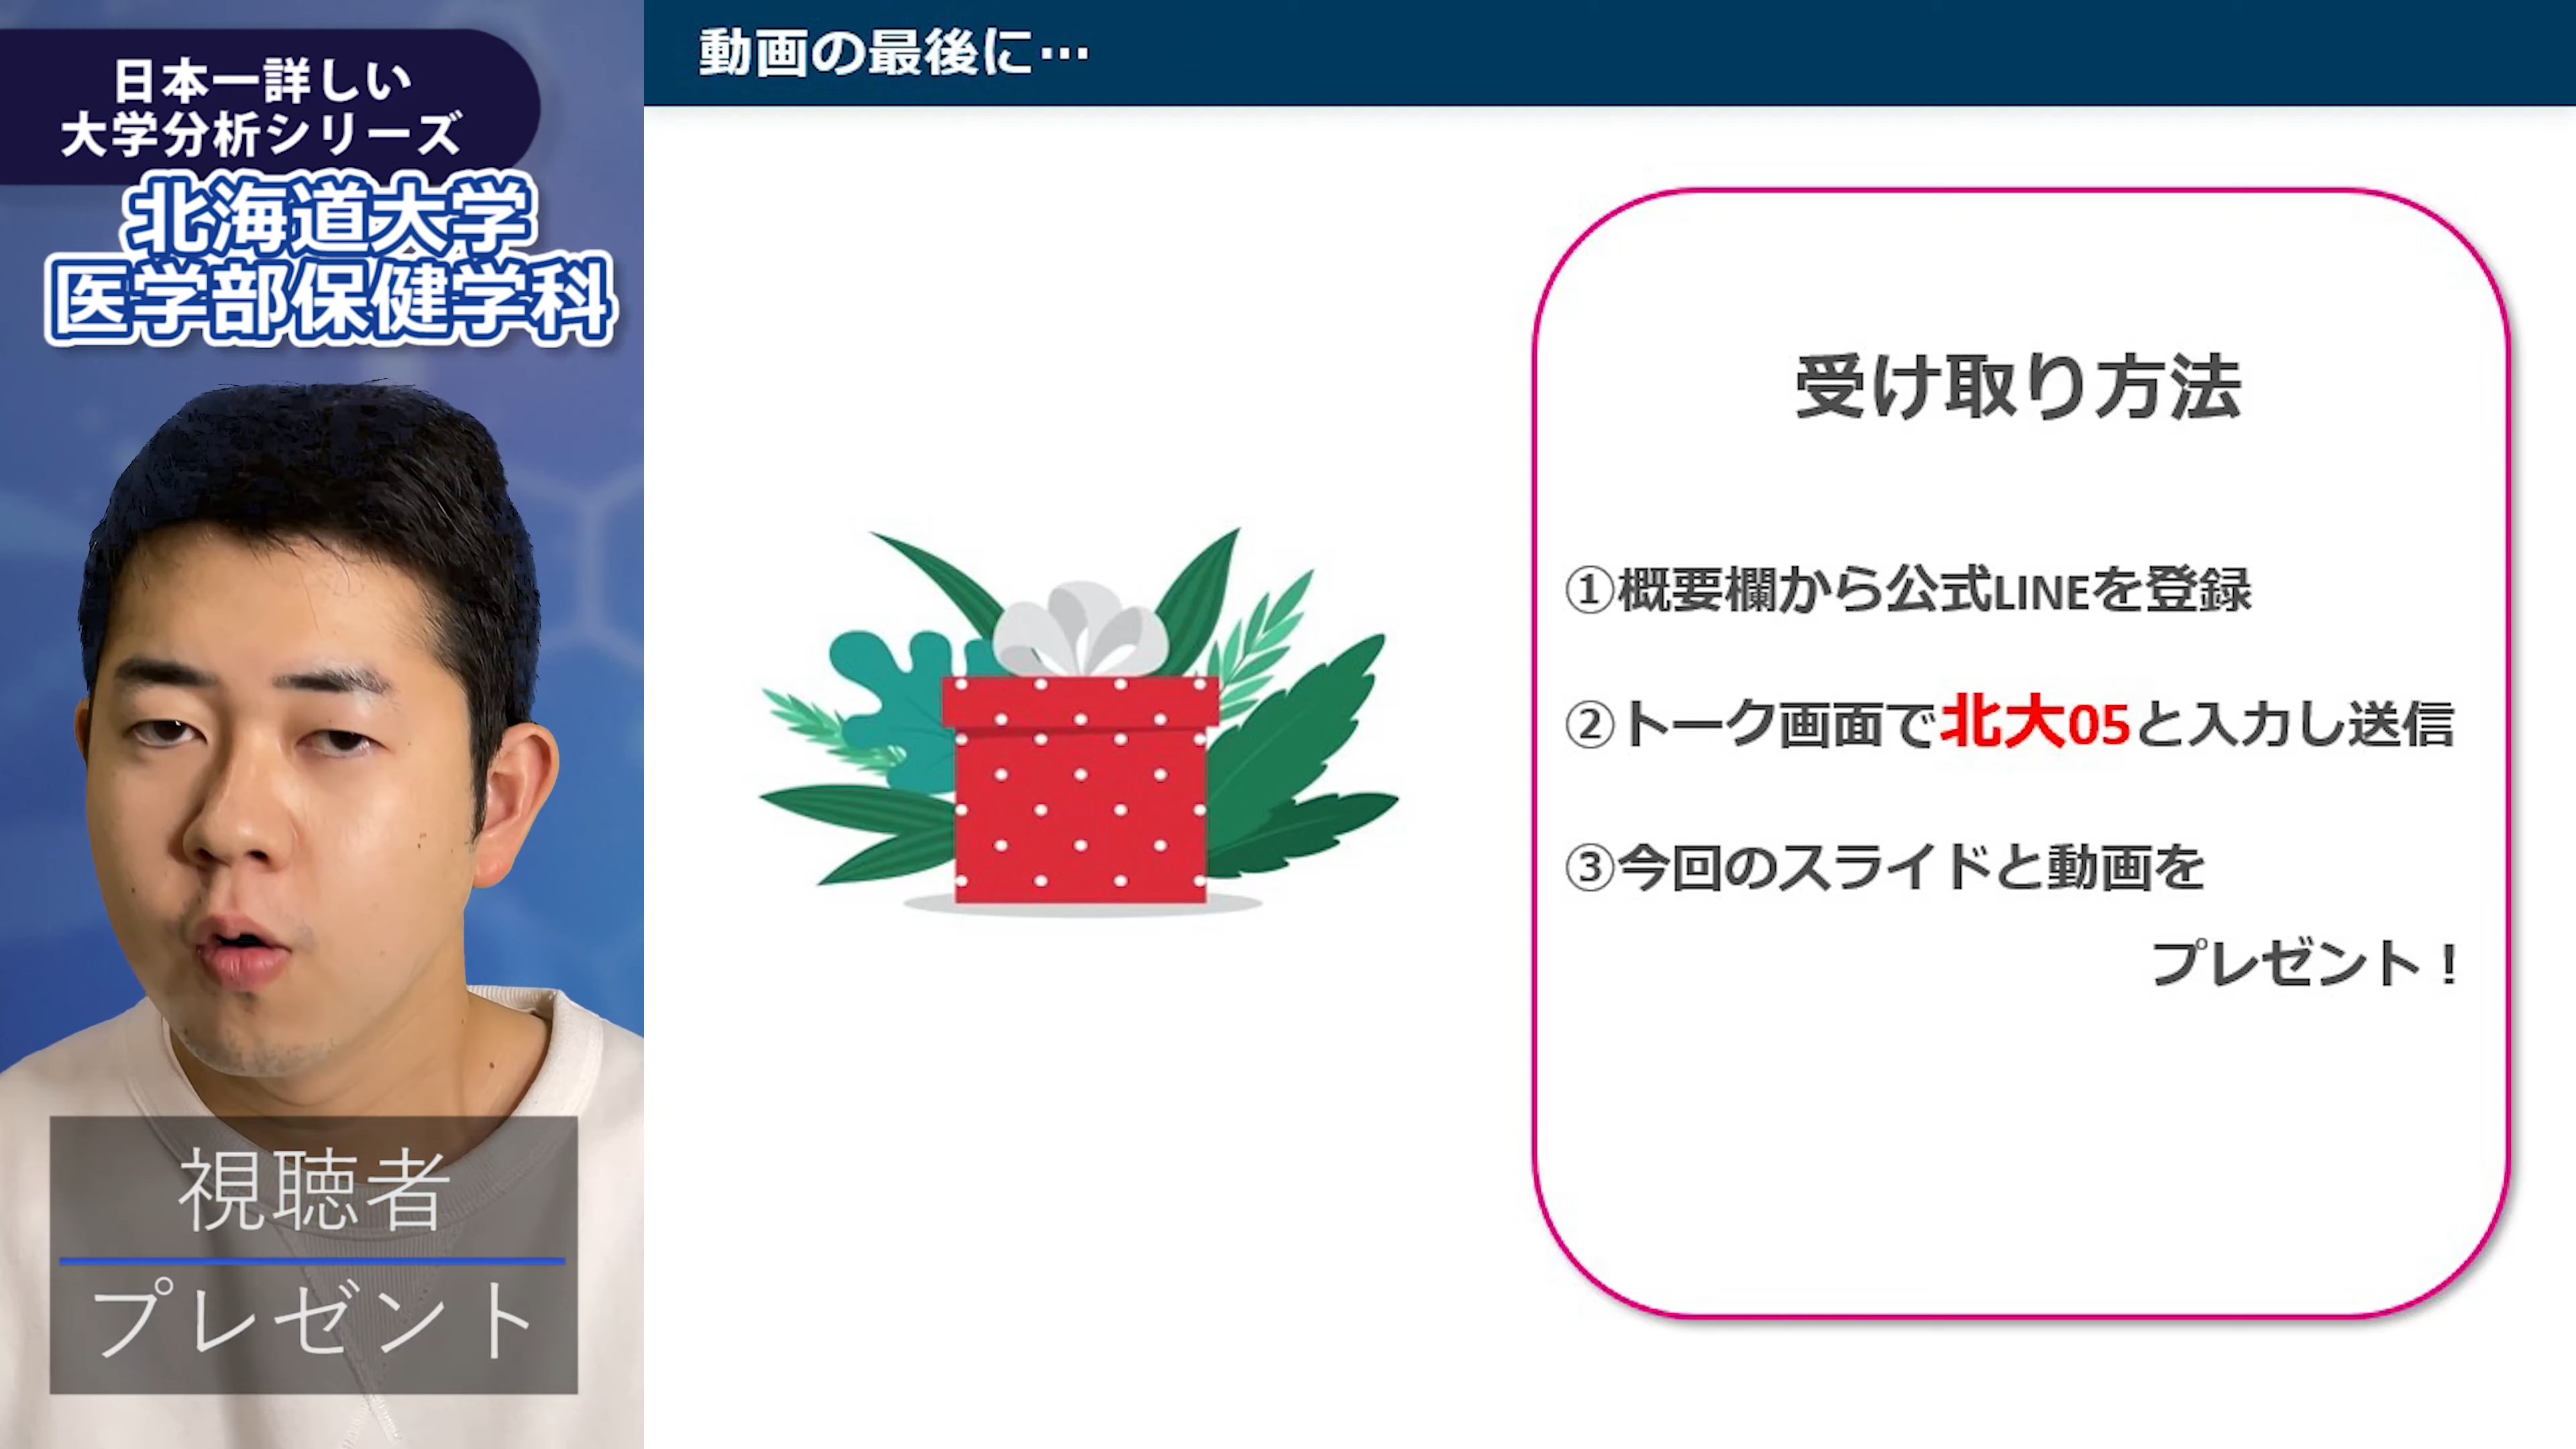 日本一詳しい
大学分析シリーズ
北海道大学
医学部保健学科
視聴者
プレゼント
動画の最後に…
受け取り方法
①概要欄から公式LINEを登録
②トーク画面で北大05と入力し送信
③今回のスライドと動画を
プレゼント！